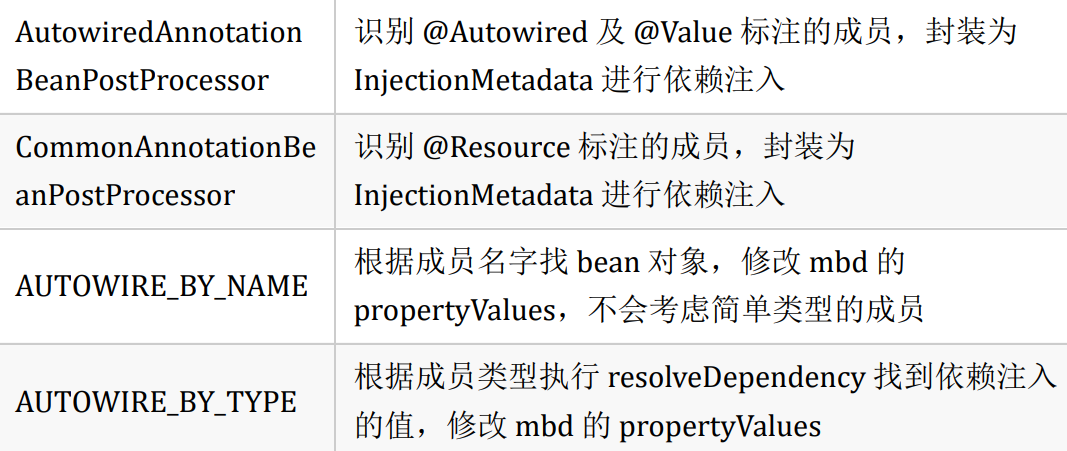 AutowiredAnnotation
BeanPostProcessor
识别 @Autowired 及 @Value 标注的成员，封装为
InjectionMetadata 进行依赖注入
CommonAnnotationBe
anPostProcessor
识别 @Resource 标注的成员，封装为
InjectionMetadata 进行依赖注入
AUTOWIRE_BY_NAME
根据成员名字找 bean 对象，修改 mbd 的
propertyValues，不会考虑简单类型的成员
AUTOWIRE_BY_TYPE
根据成员类型执行 resolveDependency 找到依赖注入
的值，修改 mbd 的 propertyValues